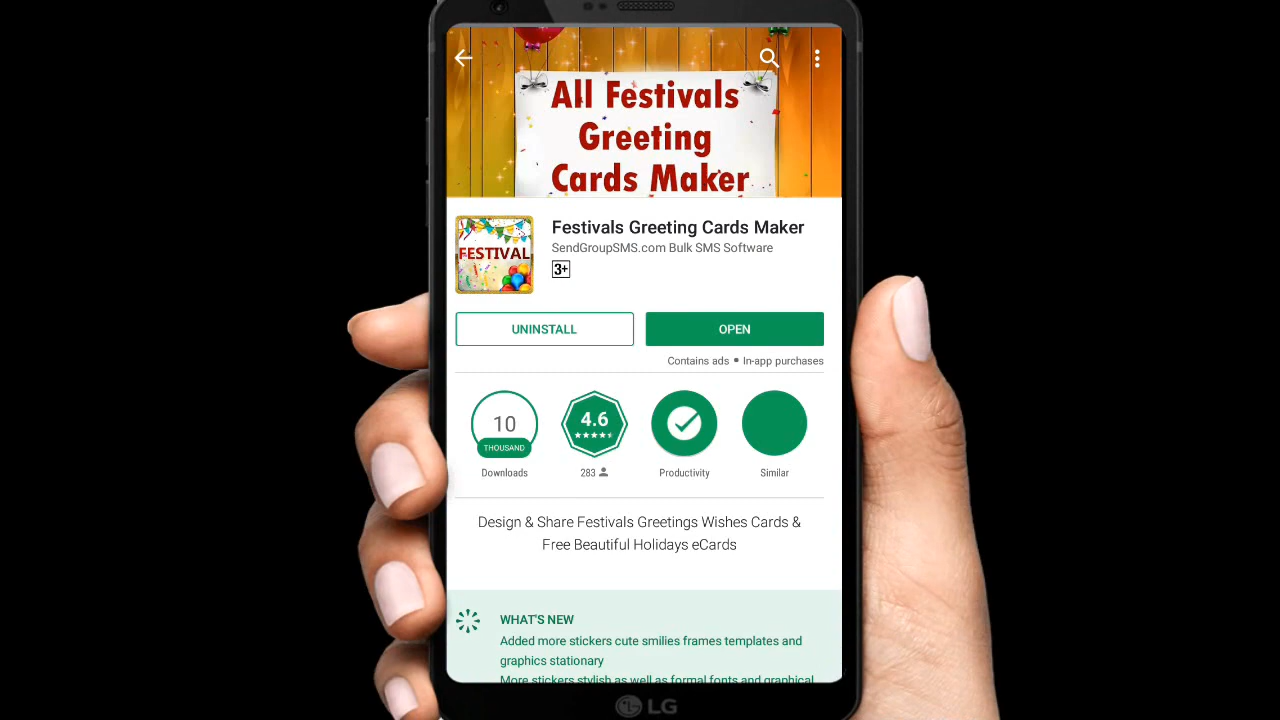 All Festivals
Greeting
Cards Maker
FESTIVAL
Festivals Greeting Cards Maker
SendGroupSMS.com Bulk SMS Software
3+
UNINSTALL
OPEN
Contains ads • In-app purchases
10
THOUSAND
Downloads
4.6
283
Productivity
Similar
Design & Share Festivals Greetings Wishes Cards &
Free Beautiful Holidays eCards
WHAT'S NEW
Added more stickers cute smilies frames templates and
graphics stationary
More stickers stylish as well as formal fonts and graphical
LG